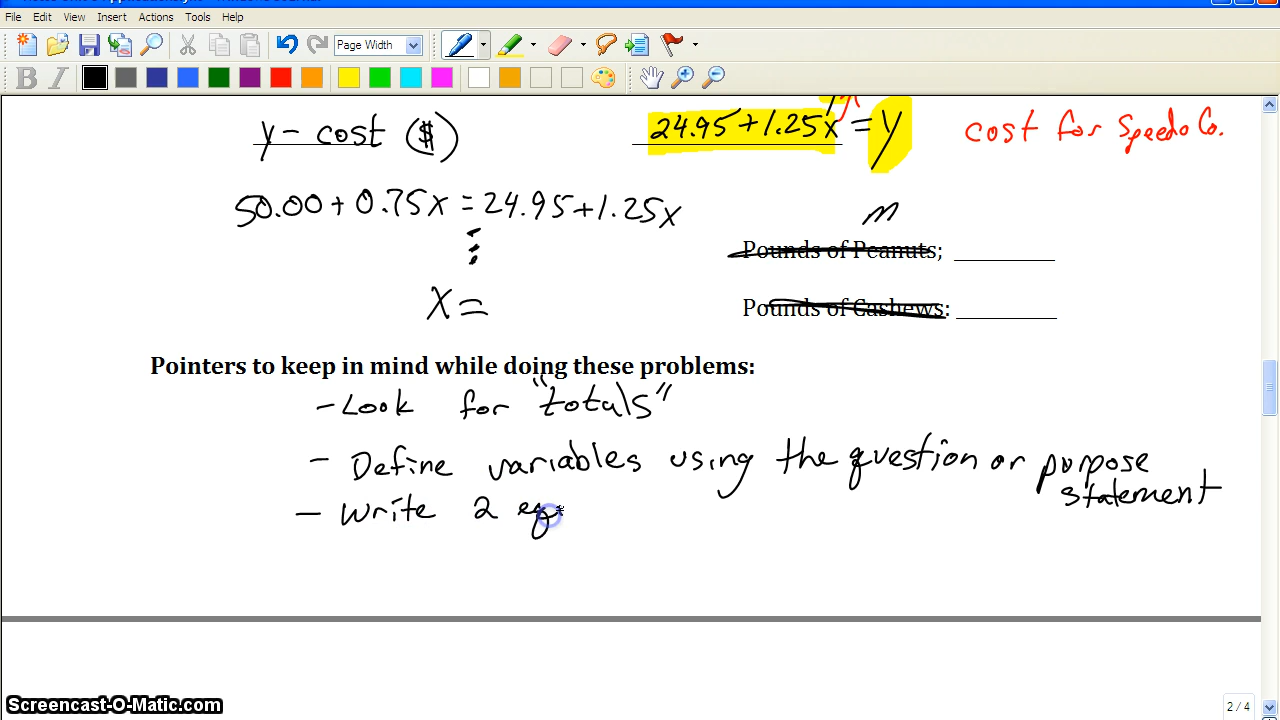 File Edit View Insert Actions Tools Help
Page Width
B I
y - cost ($) 24.95 + 1.25x = y cost for Speedo Co.
50.00 + 0.75x = 24.95 + 1.25x
m
Pounds of Peanuts; __________
x =
Pounds of Cashews: __________
Pointers to keep in mind while doing these problems:
- Look for "totals"
- Define variables using the question or purpose
statement
- Write 2 eq
Screencast-O-Matic.com
2 / 4